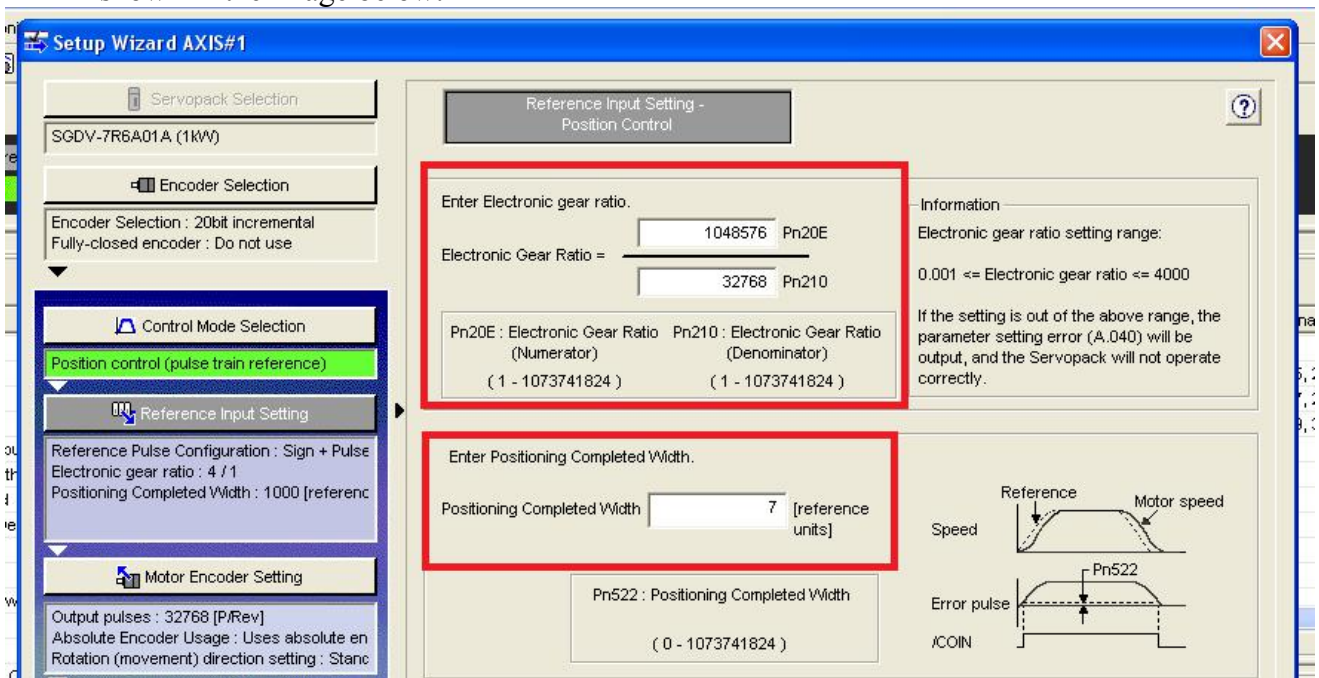 Setup Wizard AXIS#1
Servopack Selection
SGDV-7R6A01A (1kW)
Encoder Selection
Encoder Selection : 20bit incremental
Fully-closed encoder : Do not use
Control Mode Selection
Position control (pulse train reference)
Reference Input Setting
Reference Pulse Configuration : Sign + Pulse
Electronic gear ratio : 4 / 1
Positioning Completed Width : 1000 [referenc
Motor Encoder Setting
Output pulses : 32768 [P/Rev]
Absolute Encoder Usage : Uses absolute en
Rotation (movement) direction setting : Stanc
Reference Input Setting -
Position Control
Enter Electronic gear ratio.
1048576 Pn20E
Electronic Gear Ratio =
32768 Pn210
Pn20E : Electronic Gear Ratio Pn210 : Electronic Gear Ratio
(Numerator) (Denominator)
( 1 - 1073741824 ) ( 1 - 1073741824 )
Information
Electronic gear ratio setting range:
0.001 <= Electronic gear ratio <= 4000
If the setting is out of the above range, the
parameter setting error (A.040) will be
output, and the Servopack will not operate
correctly.
Enter Positioning Completed Width.
Positioning Completed Width 7 [reference
units]
Pn522 : Positioning Completed Width
( 0 - 1073741824 )
Reference Motor speed
Speed
Pn522
Error pulse
/COIN